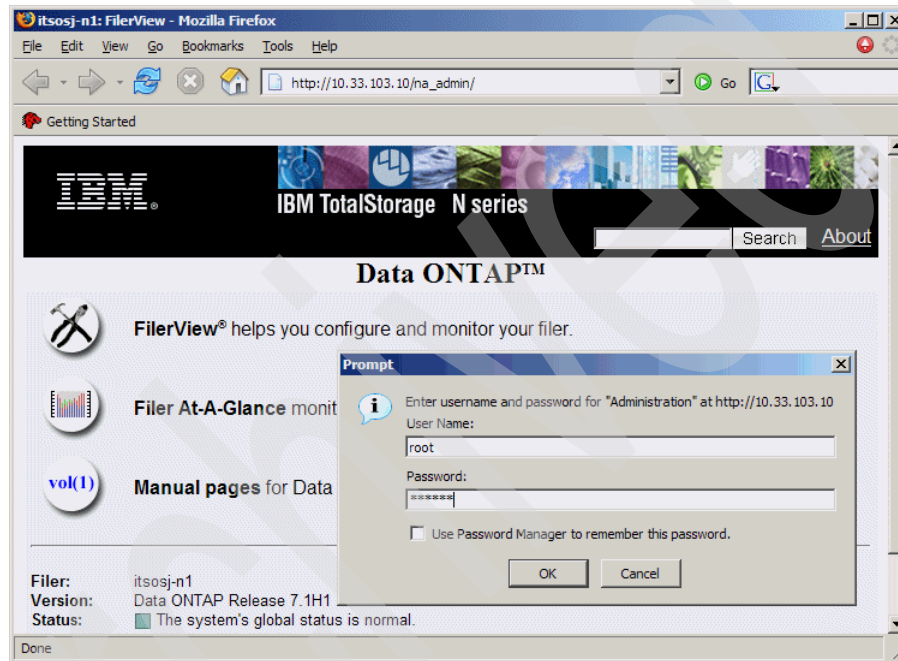 itsosj-n1: FilerView - Mozilla Firefox
File Edit View Go Bookmarks Tools Help
http://10.33.103.10/na_admin/ Go G
Getting Started
IBM®
IBM TotalStorage N series
Search About
Data ONTAP™
FilerView® helps you configure and monitor your filer.
Filer At-A-Glance monit
vol(1)
Manual pages for Data
Prompt
Enter username and password for "Administration" at http://10.33.103.10
User Name:
root
Password:
******
Use Password Manager to remember this password.
OK Cancel
Filer: itsosj-n1
Version: Data ONTAP Release 7.1H1
Status: The system's global status is normal.
Done